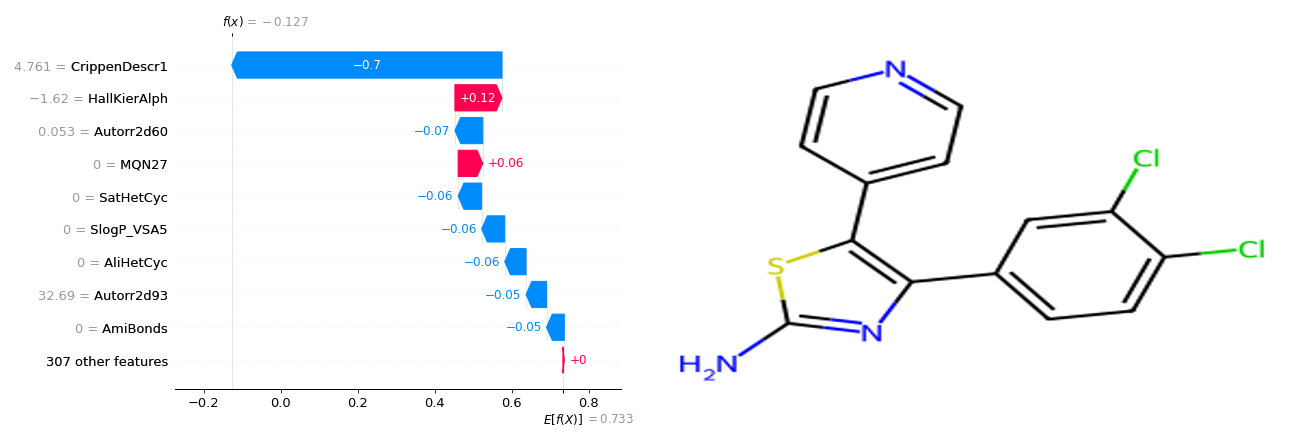 f(x) = −0.127
4.761 = CrippenDescr1
−0.7
−1.62 = HallKierAlph
+0.12
0.053 = Autorr2d60
−0.07
0 = MQN27
+0.06
0 = SatHetCyc
−0.06
0 = SlogP_VSA5
−0.06
0 = AliHetCyc
−0.06
32.69 = Autorr2d93
−0.05
0 = AmiBonds
−0.05
307 other features
+0
−0.2 0.0 0.2 0.4 0.6 0.8
E[f(X)] = 0.733
N
Cl
Cl
S
N
H2N